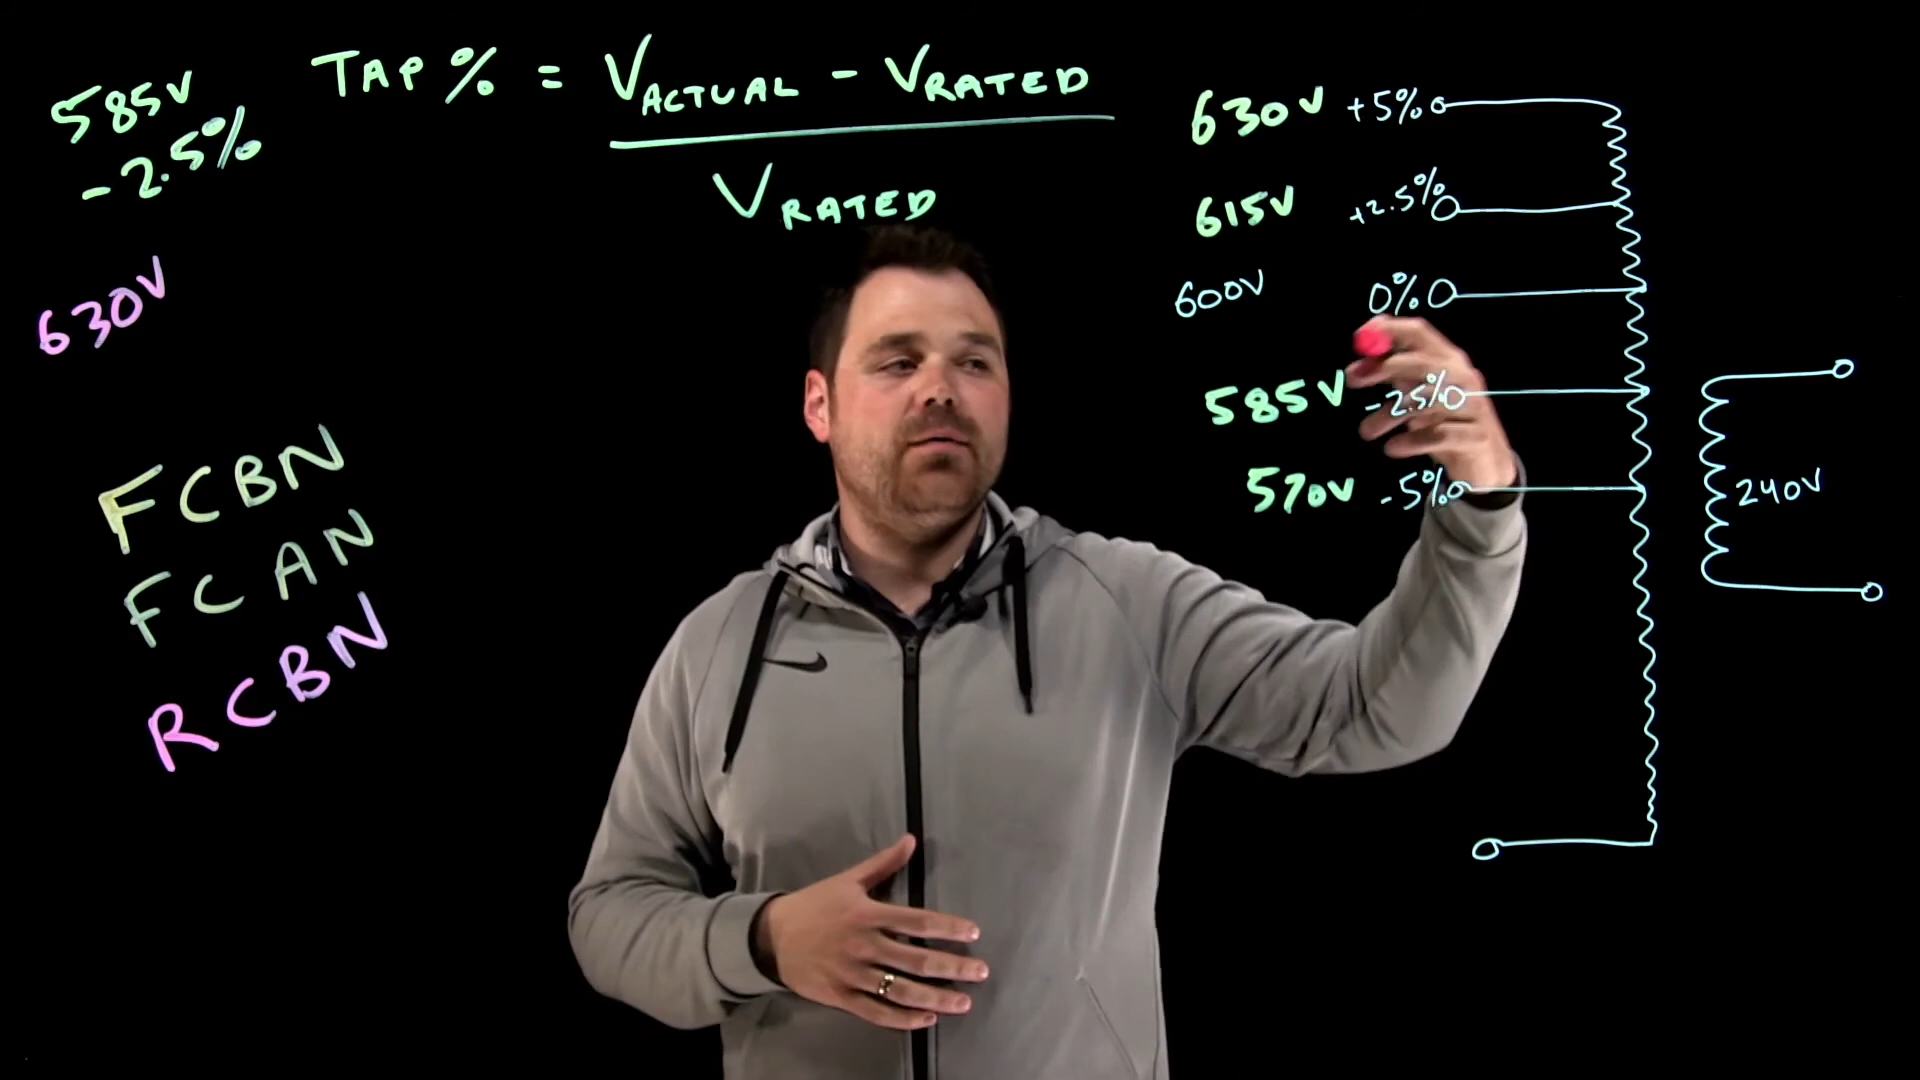 585V
-2.5%
TAP % = VACTUAL - VRATED
VRATED
630V
FCBN
FCAN
RCBN
630V +5%
615V +2.5%
600V 0%
585V -2.5%
570V -5%
240V